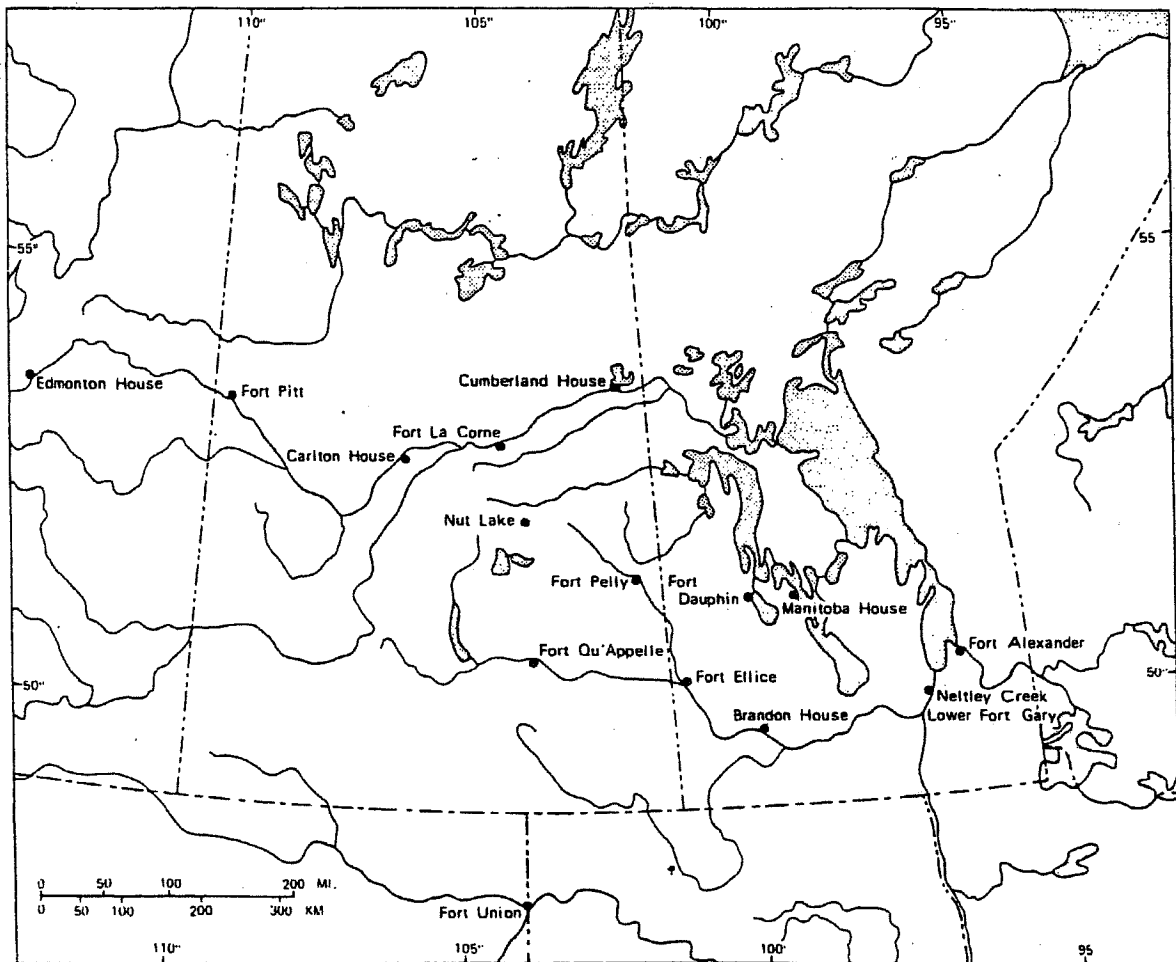 110°
105°
100°
95°
55°
55
Edmonton House
Fort Pitt
Cumberland House
Fort La Corne
Carlton House
Nut Lake
Fort Pelly
Fort
Dauphin
Manitoba House
Fort Qu'Appelle
Fort Alexander
50°
50°
Fort Ellice
Neltley Creek
Brandon House
Lower Fort Gary
0 50 100 200 MI.
0 50 100 200 300 KM
Fort Union
110°
105°
100°
95